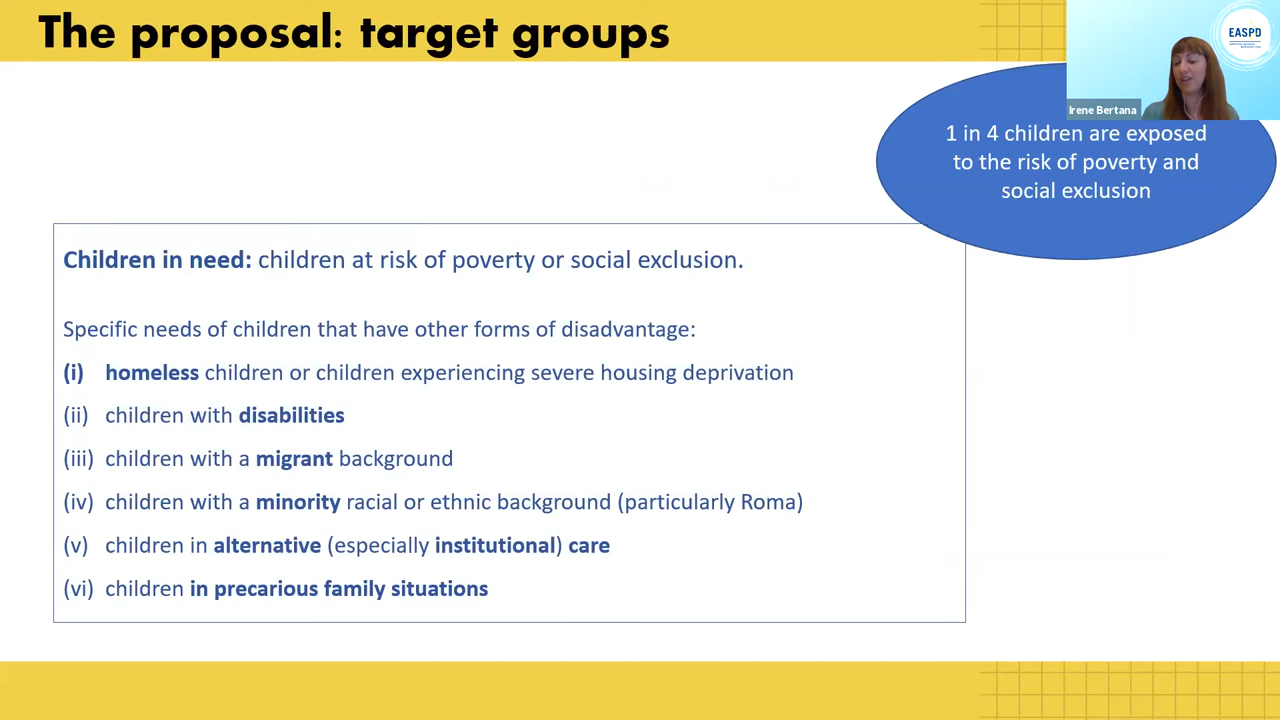 The proposal: target groups
EASPD
Irene Bertana
1 in 4 children are exposed
to the risk of poverty and
social exclusion
Children in need: children at risk of poverty or social exclusion.
Specific needs of children that have other forms of disadvantage:
(i) homeless children or children experiencing severe housing deprivation
(ii) children with disabilities
(iii) children with a migrant background
(iv) children with a minority racial or ethnic background (particularly Roma)
(v) children in alternative (especially institutional) care
(vi) children in precarious family situations